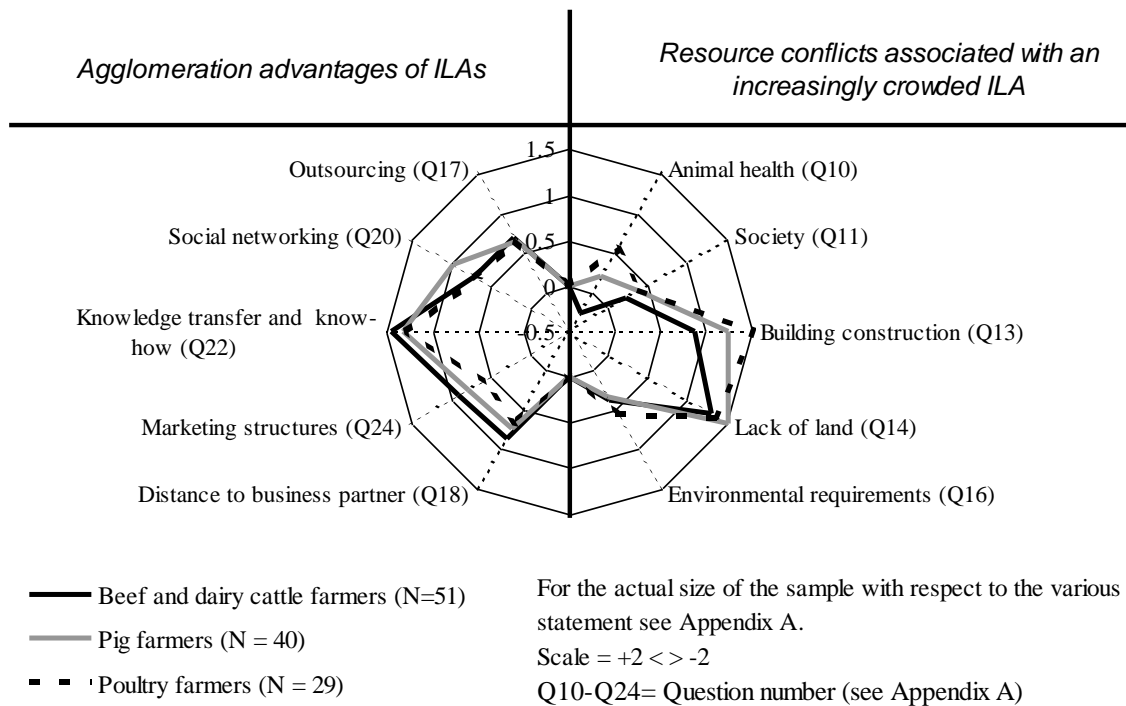 Agglomeration advantages of ILAs
Resource conflicts associated with an
increasingly crowded ILA
1.5
1
0.5
0
-0.5
Outsourcing (Q17)
Social networking (Q20)
Knowledge transfer and know-
how (Q22)
Marketing structures (Q24)
Distance to business partner (Q18)
Animal health (Q10)
Society (Q11)
Building construction (Q13)
Lack of land (Q14)
Environmental requirements (Q16)
Beef and dairy cattle farmers (N=51)
Pig farmers (N = 40)
Poultry farmers (N = 29)
For the actual size of the sample with respect to the various
statement see Appendix A.
Scale = +2 < > -2
Q10-Q24= Question number (see Appendix A)